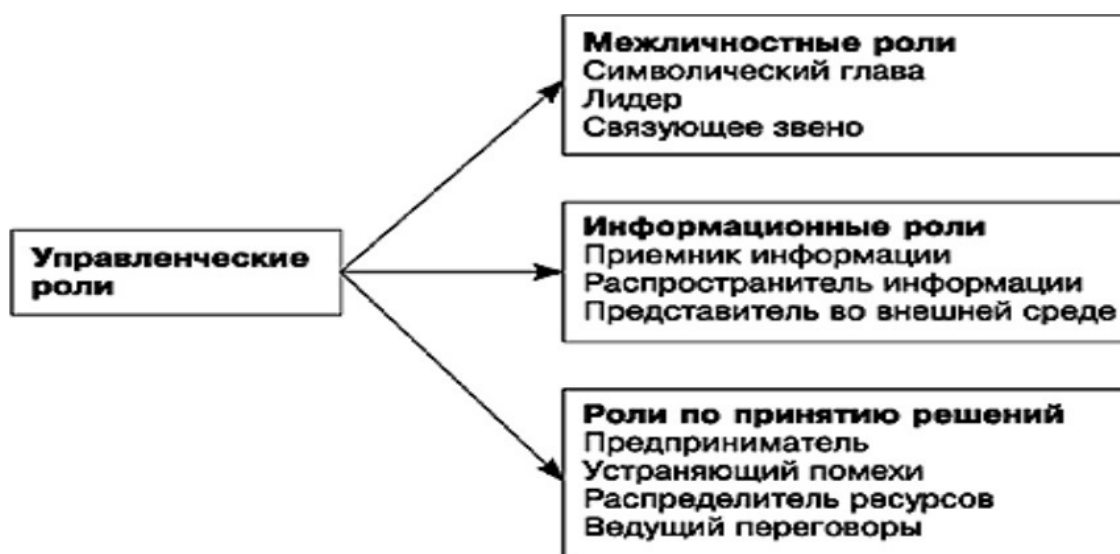 Межличностные роли
Символический глава
Лидер
Связующее звено
Управленческие
роли
Информационные роли
Приемник информации
Распространитель информации
Представитель во внешней среде
Роли по принятию решений
Предприниматель
Устраняющий помехи
Распределитель ресурсов
Ведущий переговоры